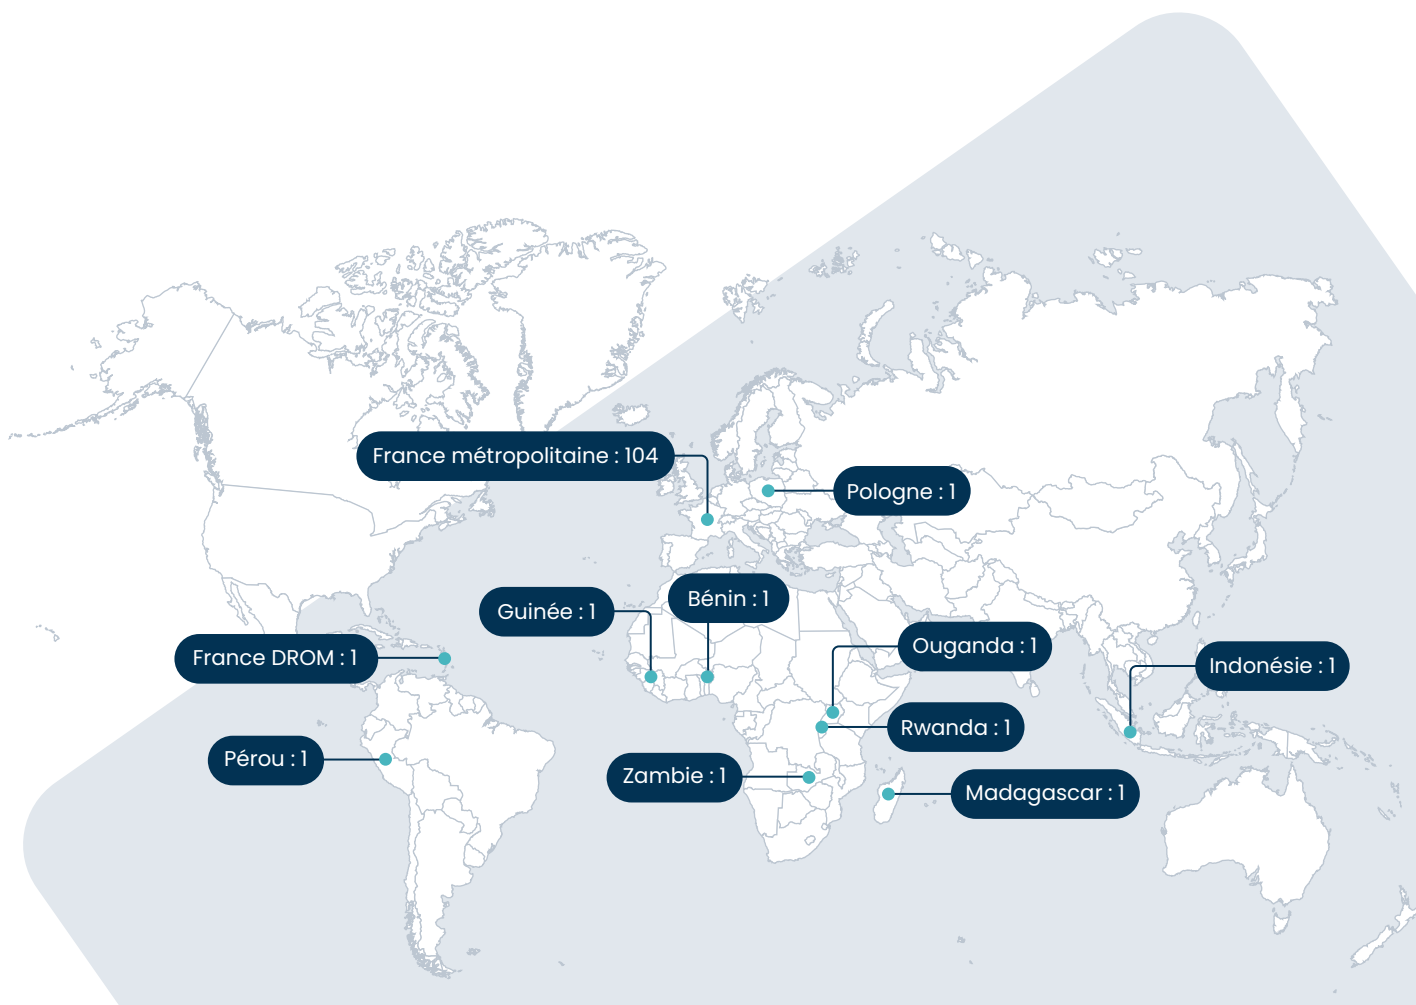 France métropolitaine : 104
Pologne : 1
Bénin : 1
Guinée : 1
Ouganda : 1
France DROM : 1
Indonésie : 1
Rwanda : 1
Pérou : 1
Zambie : 1
Madagascar : 1